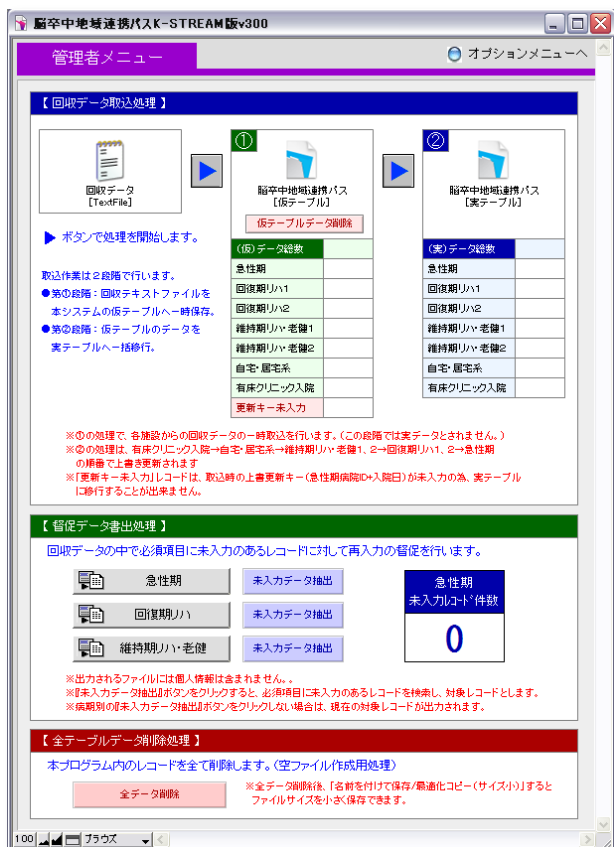 脳卒中地域連携パスK-STREAM版v300
管理者メニュー
オプションメニューへ
【 回収データ取込処理 】
回収データ
[TextFile]
①
脳卒中地域連携パス
[仮テーブル]
仮テーブルデータ削除
②
脳卒中地域連携パス
[実テーブル]
▶ ボタンで処理を開始します。
取込作業は2段階で行います。
●第①段階:回収テキストファイルを
本システムの仮テーブルへ一時保存。
●第②段階:仮テーブルのデータを
実テーブルへ一括移行。
(仮)データ総数
急性期
回復期リハ1
回復期リハ2
維持期リハ・老健1
維持期リハ・老健2
自宅・居宅系
有床クリニック入院
更新キー未入力
(実)データ総数
急性期
回復期リハ1
回復期リハ2
維持期リハ・老健1
維持期リハ・老健2
自宅・居宅系
有床クリニック入院
※①の処理で、各施設からの回収データの一時取込を行います。(この段階では実データとされません。)
※②の処理は、有床クリニック入院→自宅・居宅系→維持期リハ・老健1、2→回復期リハ1、2→急性期
の順番で上書き更新されます
※「更新キー未入力」レコードは、取込時の上書更新キー(急性期病院ID+入院日)が未入力の為、実テーブル
に移行することが出来ません。
【 督促データ書出処理 】
回収データの中で必須項目に未入力のあるレコードに対して再入力の督促を行います。
急性期
未入力データ抽出
回復期リハ
未入力データ抽出
維持期リハ・老健
未入力データ抽出
急性期
未入力レコード件数
0
※出力されるファイルには個人情報は含まれません。。
※『未入力データ抽出』ボタンをクリックすると、必須項目に未入力のあるレコードを検索し、対象レコードとします。
※病期別の『未入力データ抽出』ボタンをクリックしない場合は、現在の対象レコードが出力されます。
【 全テーブルデータ削除処理 】
本プログラム内のレコードを全て削除します。(空ファイル作成用処理)
全データ削除
※全データ削除後、「名前を付けて保存/最適化コピー(サイズ小)」すると
ファイルサイズを小さく保存できます。
100
ブラウズ